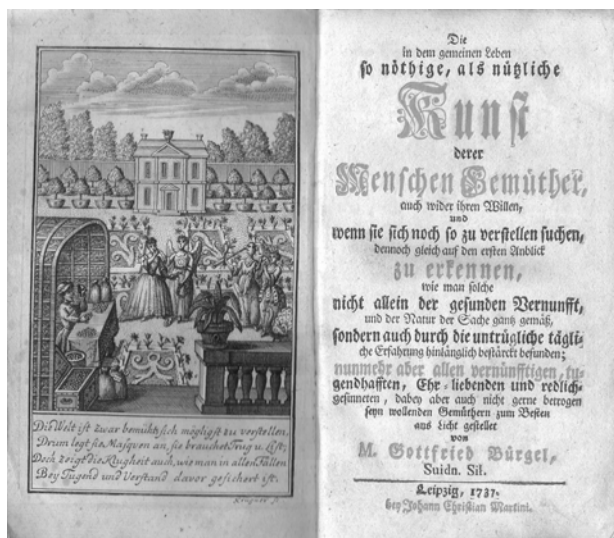 Die Welt ist zwar bemüht sich möglichst zu verstellen,
Drum legt sie Masqven an, sie brauchet Trug u. List;
Doch zeigt die Klugheit auch, wie man in allen Fällen
Bey Tugend und Verstand davor gesichert ist.
Die
in dem gemeinen Leben
so nöthige, als nützliche
Kunst
derer
Menschen Gemüther,
auch wider ihren Willen,
und
wenn sie sich noch so zu verstellen suchen,
dennoch gleich auf den ersten Anblick
zu erkennen,
wie man solche
nicht allein der gesunden Vernunfft,
und der Natur der Sache gantz gemäß,
sondern auch durch die untrügliche tägli-
che Erfahrung hinlänglich bestärckt befunden;
nunmehr aber allen vernünfftigen, tu-
gendhafften, Ehr-liebenden und redlich-
gesinneten, dabey aber auch nicht gerne betrogen
seyn wollenden Gemüthern zum Besten
ans Licht gestellet
von
M. Gottfried Bürgel,
Suidn. Sil.
Leipzig, 1737.
bey Johann Christian Martini.